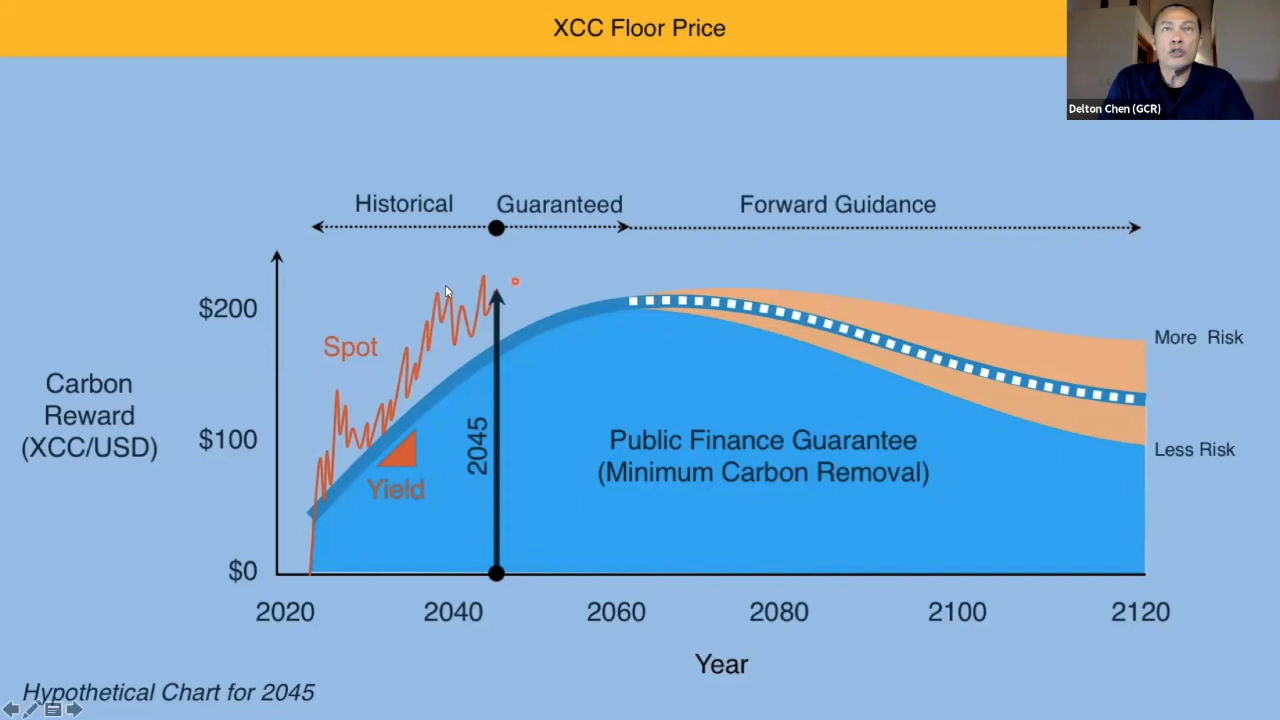 XCC Floor Price
Delton Chen (GCR)
Historical
Guaranteed
Forward Guidance
$200
Spot
More Risk
Carbon
Reward
(XCC/USD)
$100
2045
Public Finance Guarantee
(Minimum Carbon Removal)
Less Risk
Yield
$0
2020
2040
2060
2080
2100
2120
Year
Hypothetical Chart for 2045